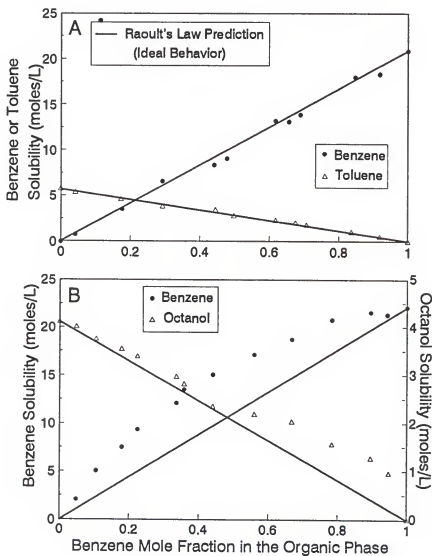 A
Raoult's Law Prediction
(Ideal Behavior)
Benzene or Toluene
Solubility (moles/L)
25
20
15
10
5
0
Benzene
Toluene
0 0.2 0.4 0.6 0.8 1
B
Benzene
Octanol
Benzene Solubility (moles/L)
25
20
15
10
5
0
5
4
3
2
1
0
Octanol Solubility
(moles/L)
0 0.2 0.4 0.6 0.8 1
Benzene Mole Fraction in the Organic Phase